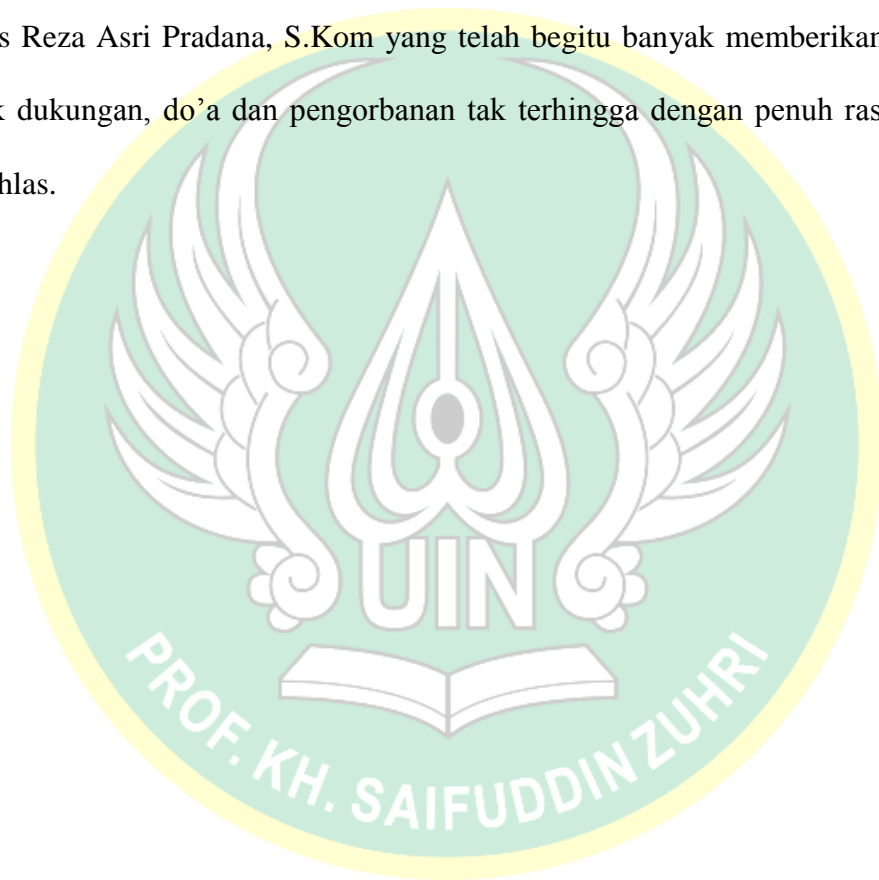 s Reza Asri Pradana, S.Kom yang telah begitu banyak memberikan
k dukungan, do’a dan pengorbanan tak terhingga dengan penuh ras
hlas.
UIN
PROF. KH. SAIFUDDIN ZUHRI